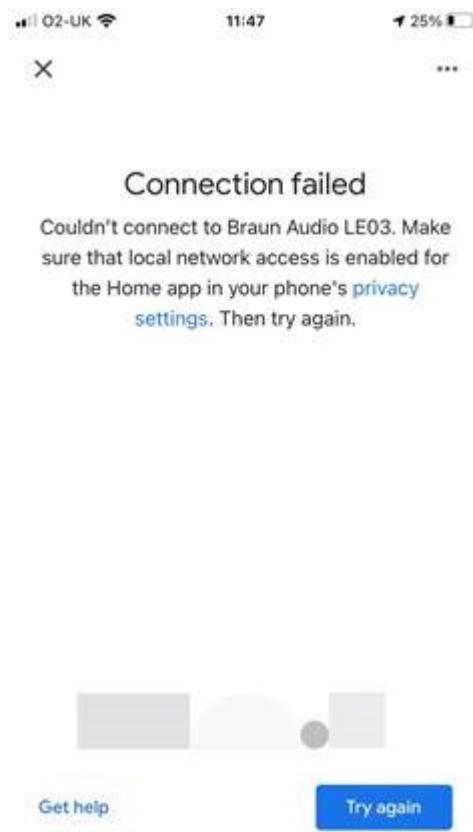 O2-UK 11:47 25%
Connection failed
Couldn't connect to Braun Audio LE03. Make
sure that local network access is enabled for
the Home app in your phone's privacy
settings. Then try again.
Get help Try again